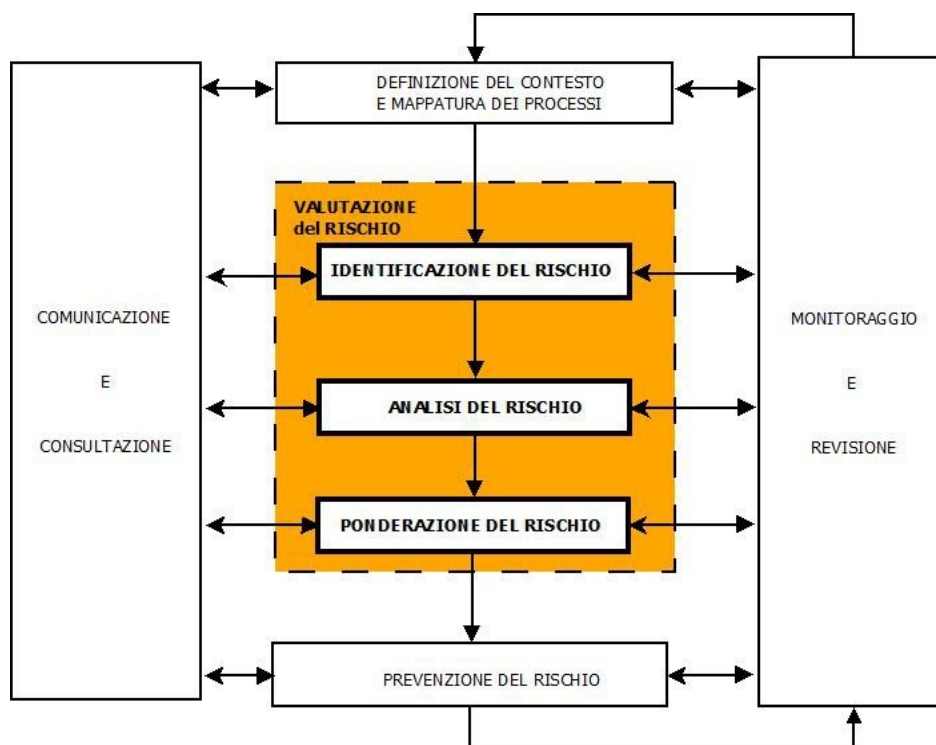 DEFINIZIONE DEL CONTESTO
E MAPPATURA DEI PROCESSI
VALUTAZIONE
del RISCHIO
IDENTIFICAZIONE DEL RISCHIO
ANALISI DEL RISCHIO
PONDERAZIONE DEL RISCHIO
PREVENZIONE DEL RISCHIO
COMUNICAZIONE
E
CONSULTAZIONE
MONITORAGGIO
E
REVISIONE